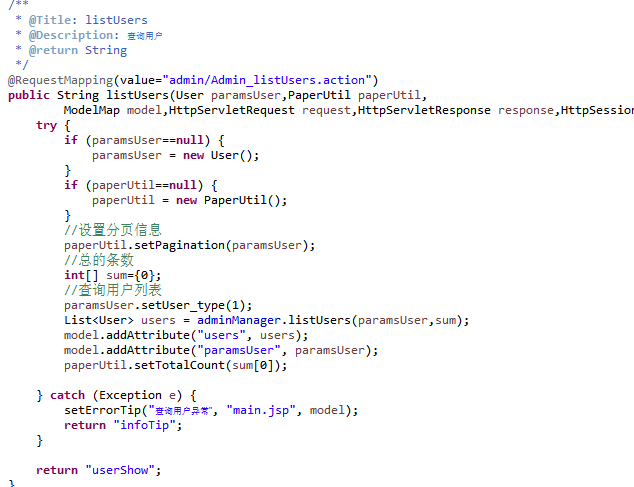 /**
 * @Title: listUsers
 * @Description: 查询用户
 * @return String
 */
@RequestMapping(value="admin/Admin_listUsers.action")
public String listUsers(User paramsUser,PaperUtil paperUtil,
        ModelMap model,HttpServletRequest request,HttpServletResponse response,HttpSession
    try {
        if (paramsUser==null) {
            paramsUser = new User();
        }
        if (paperUtil==null) {
            paperUtil = new PaperUtil();
        }
        //设置分页信息
        paperUtil.setPagination(paramsUser);
        //总的条数
        int[] sum={0};
        //查询用户列表
        paramsUser.setUser_type(1);
        List<User> users = adminManager.listUsers(paramsUser,sum);
        model.addAttribute("users", users);
        model.addAttribute("paramsUser", paramsUser);
        paperUtil.setTotalCount(sum[0]);

    } catch (Exception e) {
        setErrorTip("查询用户异常", "main.jsp", model);
        return "infoTip";
    }

    return "userShow";
}